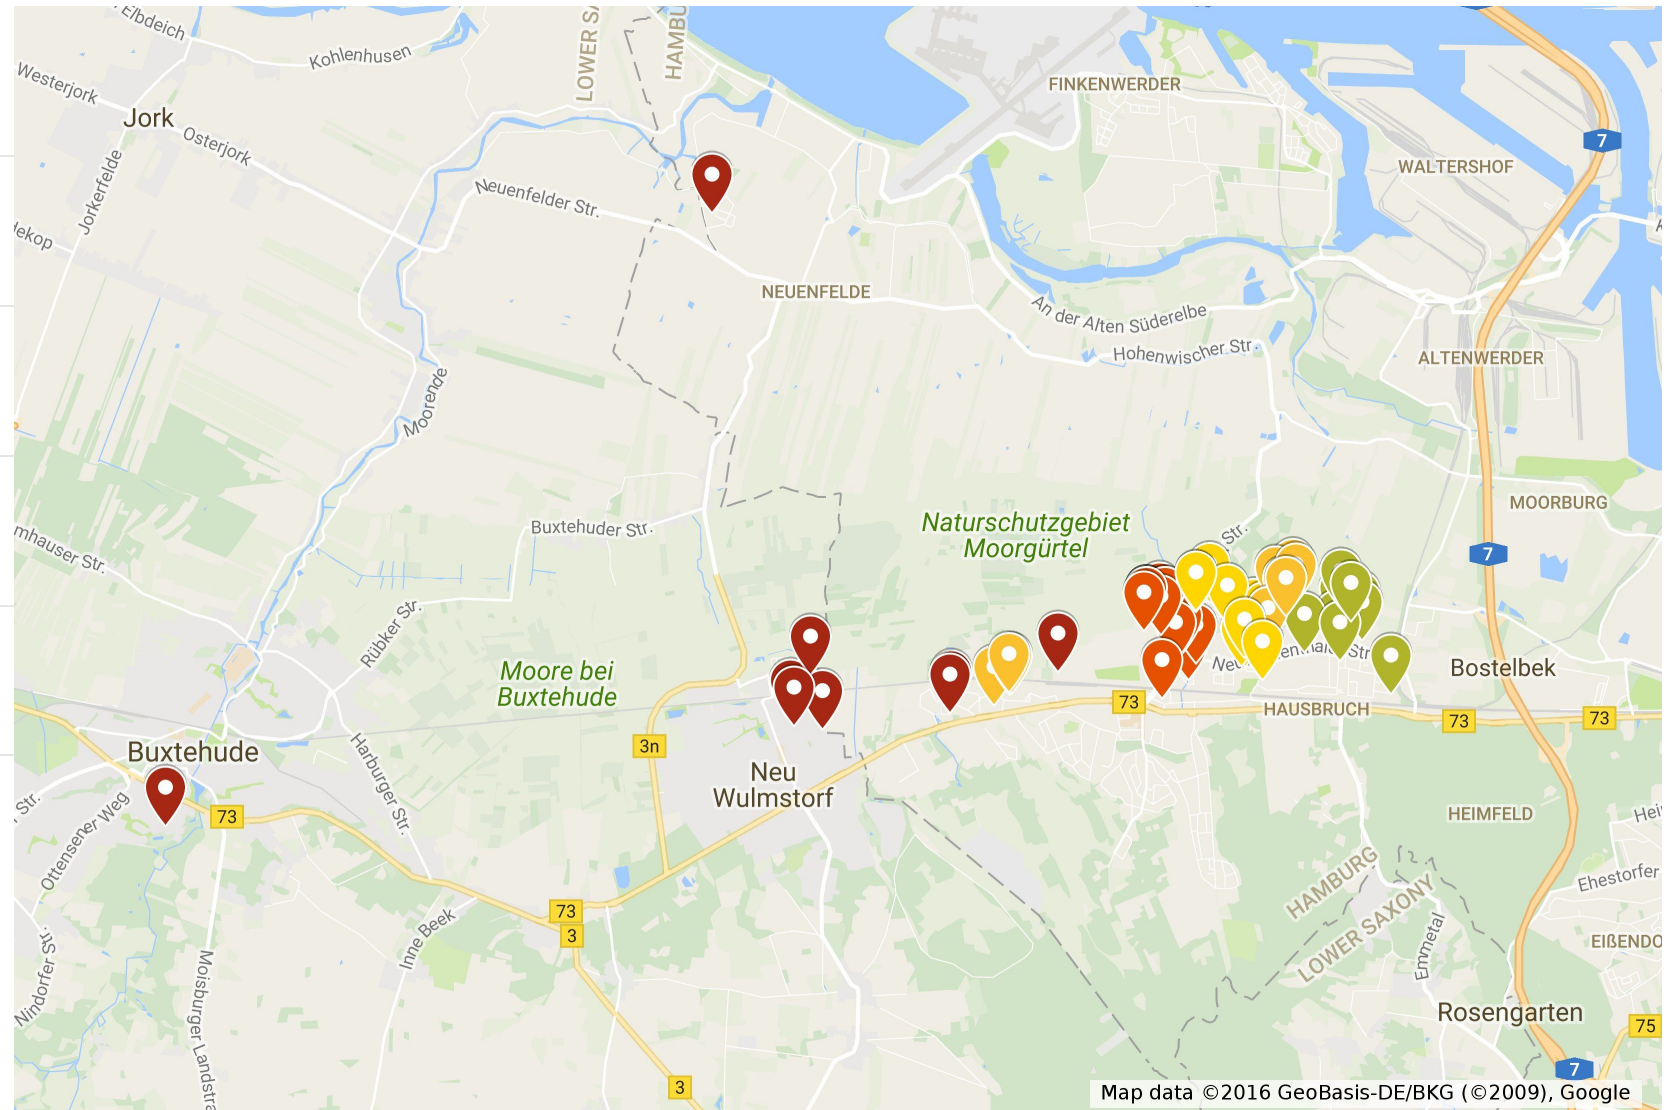 Elbdeich
Kohlenhusen
LOWER SA
HAMBU
FINKENWERDER
Westerjork
Jork
Osterjork
7
WALTERSHOF
Jorkerfelde
Neuenfelder Str.
NEUENFELDE
An der Alten Süderelbe
Hohenwischer Str.
ALTENWERDER
Moorende
MOORBURG
Buxtehuder Str.
Naturschutzgebiet
Moorgürtel
Str.
7
Rübker Str.
Moore bei
Buxtehude
Bostelbek
73
HAUSBRUCH
73
73
3n
Buxtehude
Harburger Str.
Neu
Wulmstorf
Str.
73
Ottensener Weg
HEIMFELD
Ehestorfer
HAMBURG
LOWER SAXONY
73
3
Inne Beek
Nindorfer Str.
Moisburger Landstra
Emmetal
EIßENDO
Rosengarten
75
7
3
Map data ©2016 GeoBasis-DE/BKG (©2009), Google